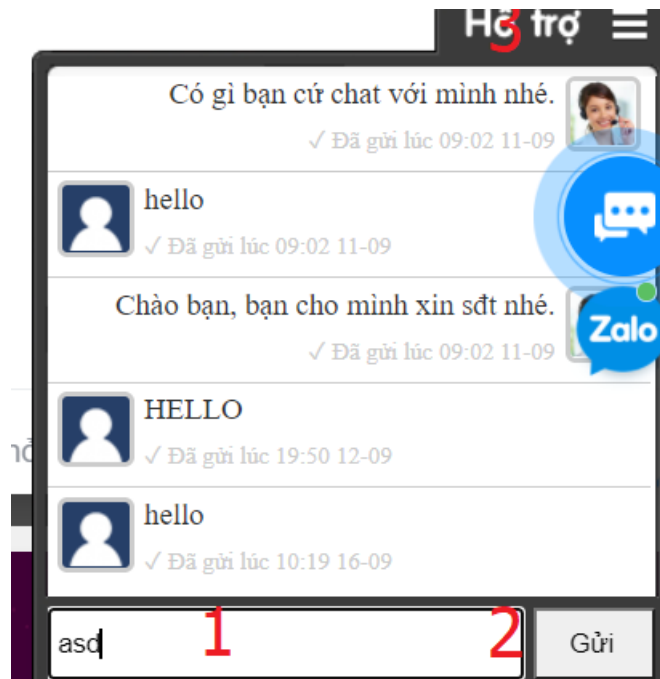 Hỗ trợ
3
Có gì bạn cứ chat với mình nhé.
✓ Đã gửi lúc 09:02 11-09
hello
✓ Đã gửi lúc 09:02 11-09
Chào bạn, bạn cho mình xin sđt nhé.
✓ Đã gửi lúc 09:02 11-09
Zalo
HELLO
✓ Đã gửi lúc 19:50 12-09
hello
✓ Đã gửi lúc 10:19 16-09
asd
1
2
Gửi